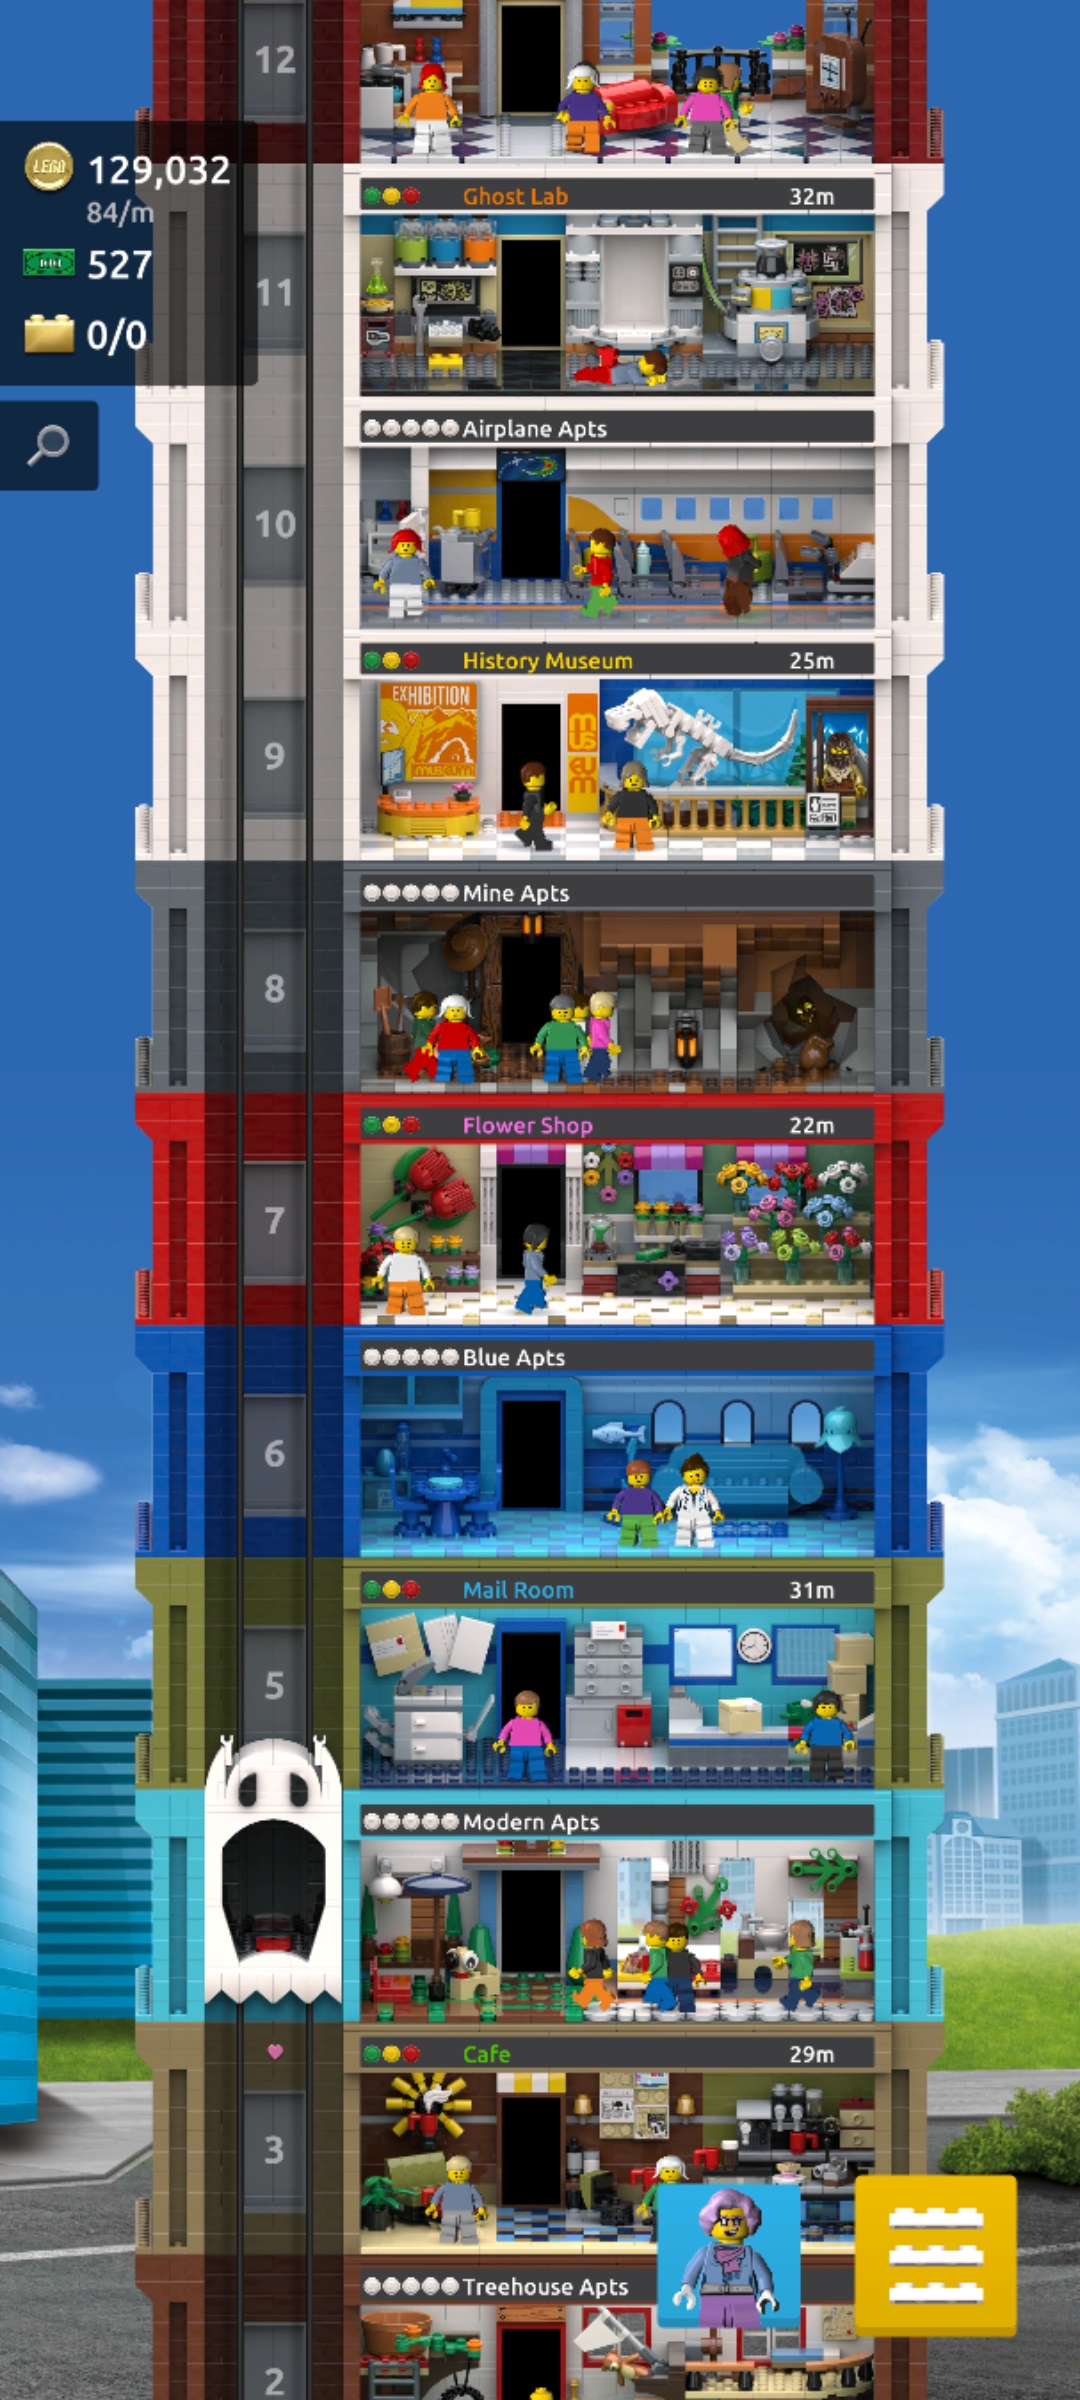 12
LEGO
129,032
84/m
527
0/0
Ghost Lab 32m
11
Airplane Apts
10
History Museum 25m
EXHIBITION
museum
mus
eum
9
Mine Apts
8
Flower Shop 22m
7
Blue Apts
6
Mail Room 31m
5
Modern Apts
Cafe 29m
3
Treehouse Apts
2